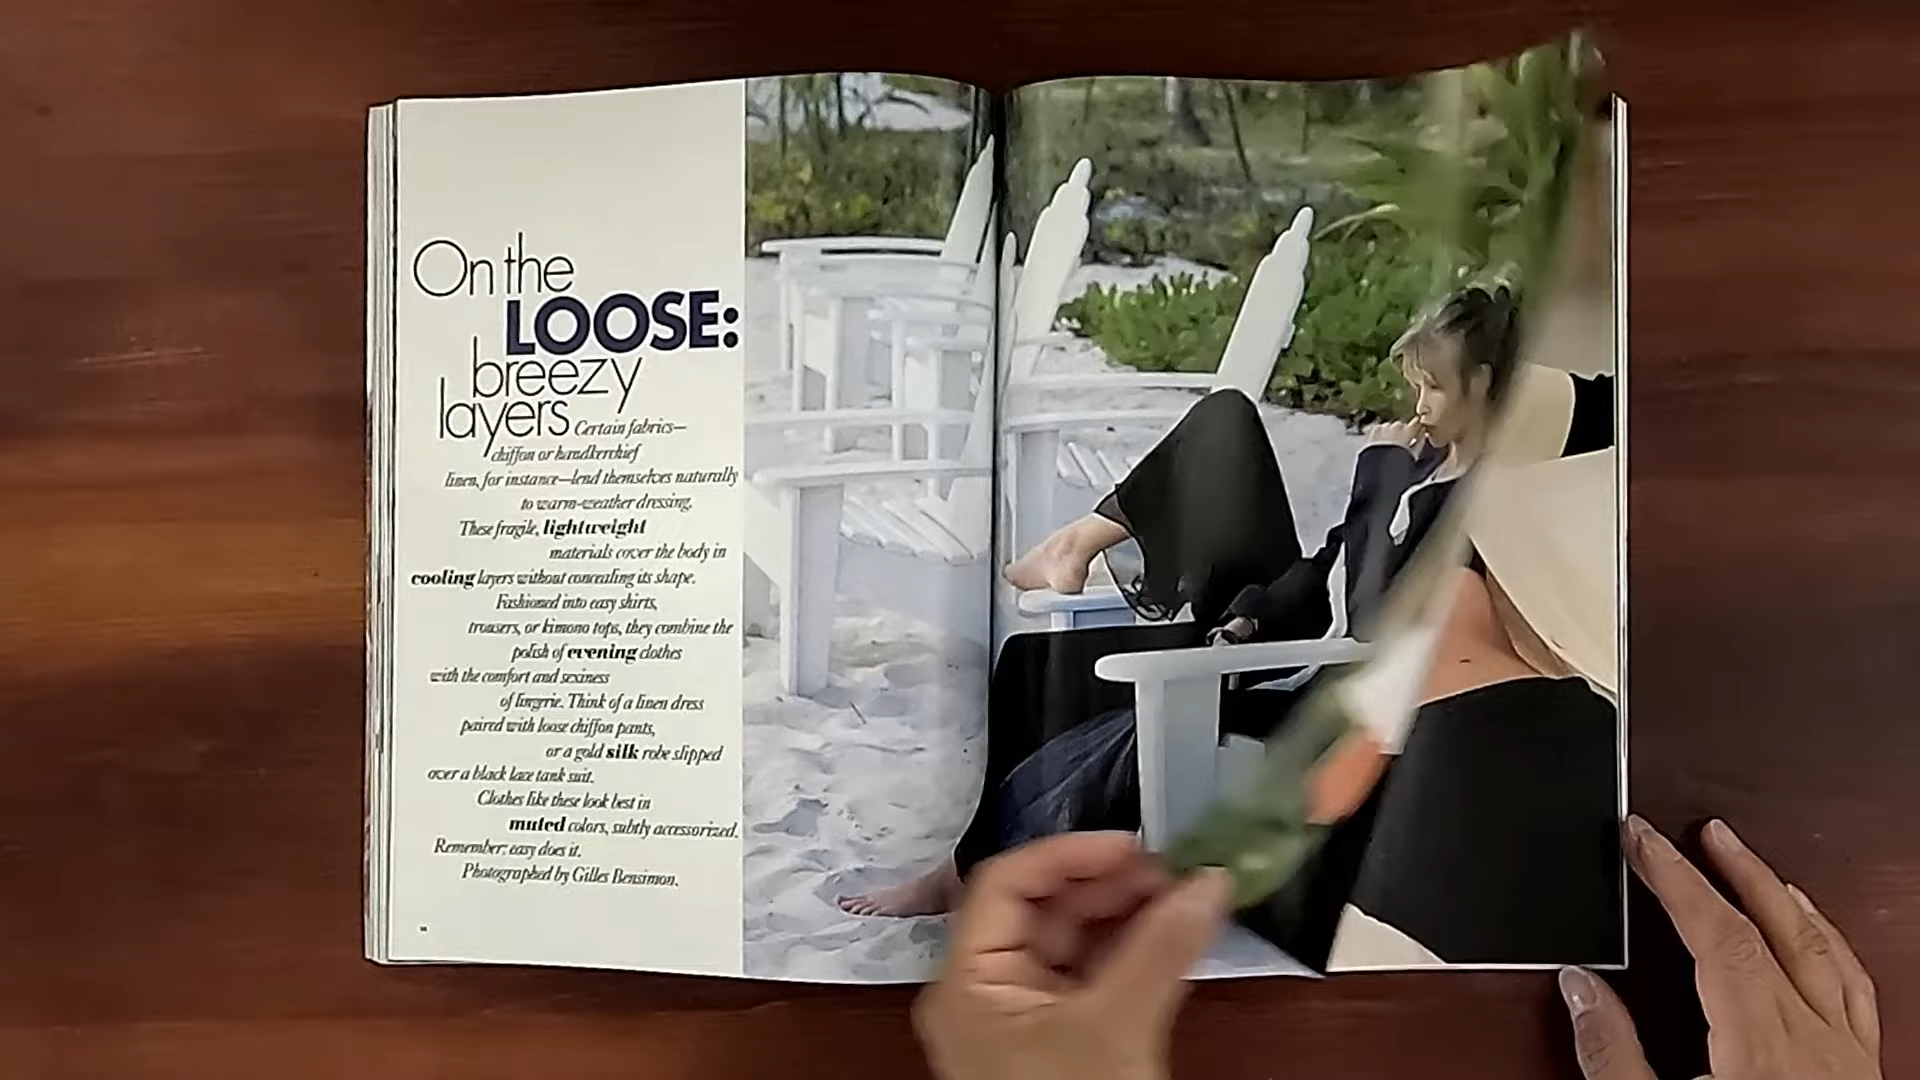 On the
LOOSE:
breezy
layers Certain fabrics—
chiffon or handkerchief
linen, for instance—lend themselves naturally
to warm-weather dressing.
These fragile, lightweight
materials cover the body in
cooling layers without concealing its shape.
Fashioned into easy shirts,
trousers, or kimono tops, they combine the
polish of evening clothes
with the comfort and sexiness
of lingerie. Think of a linen dress
paired with loose chiffon pants,
or a gold silk robe slipped
over a black lace tank suit.
Clothes like these look best in
muted colors, subtly accessorized.
Remember: easy does it.
Photographed by Gilles Bensimon.